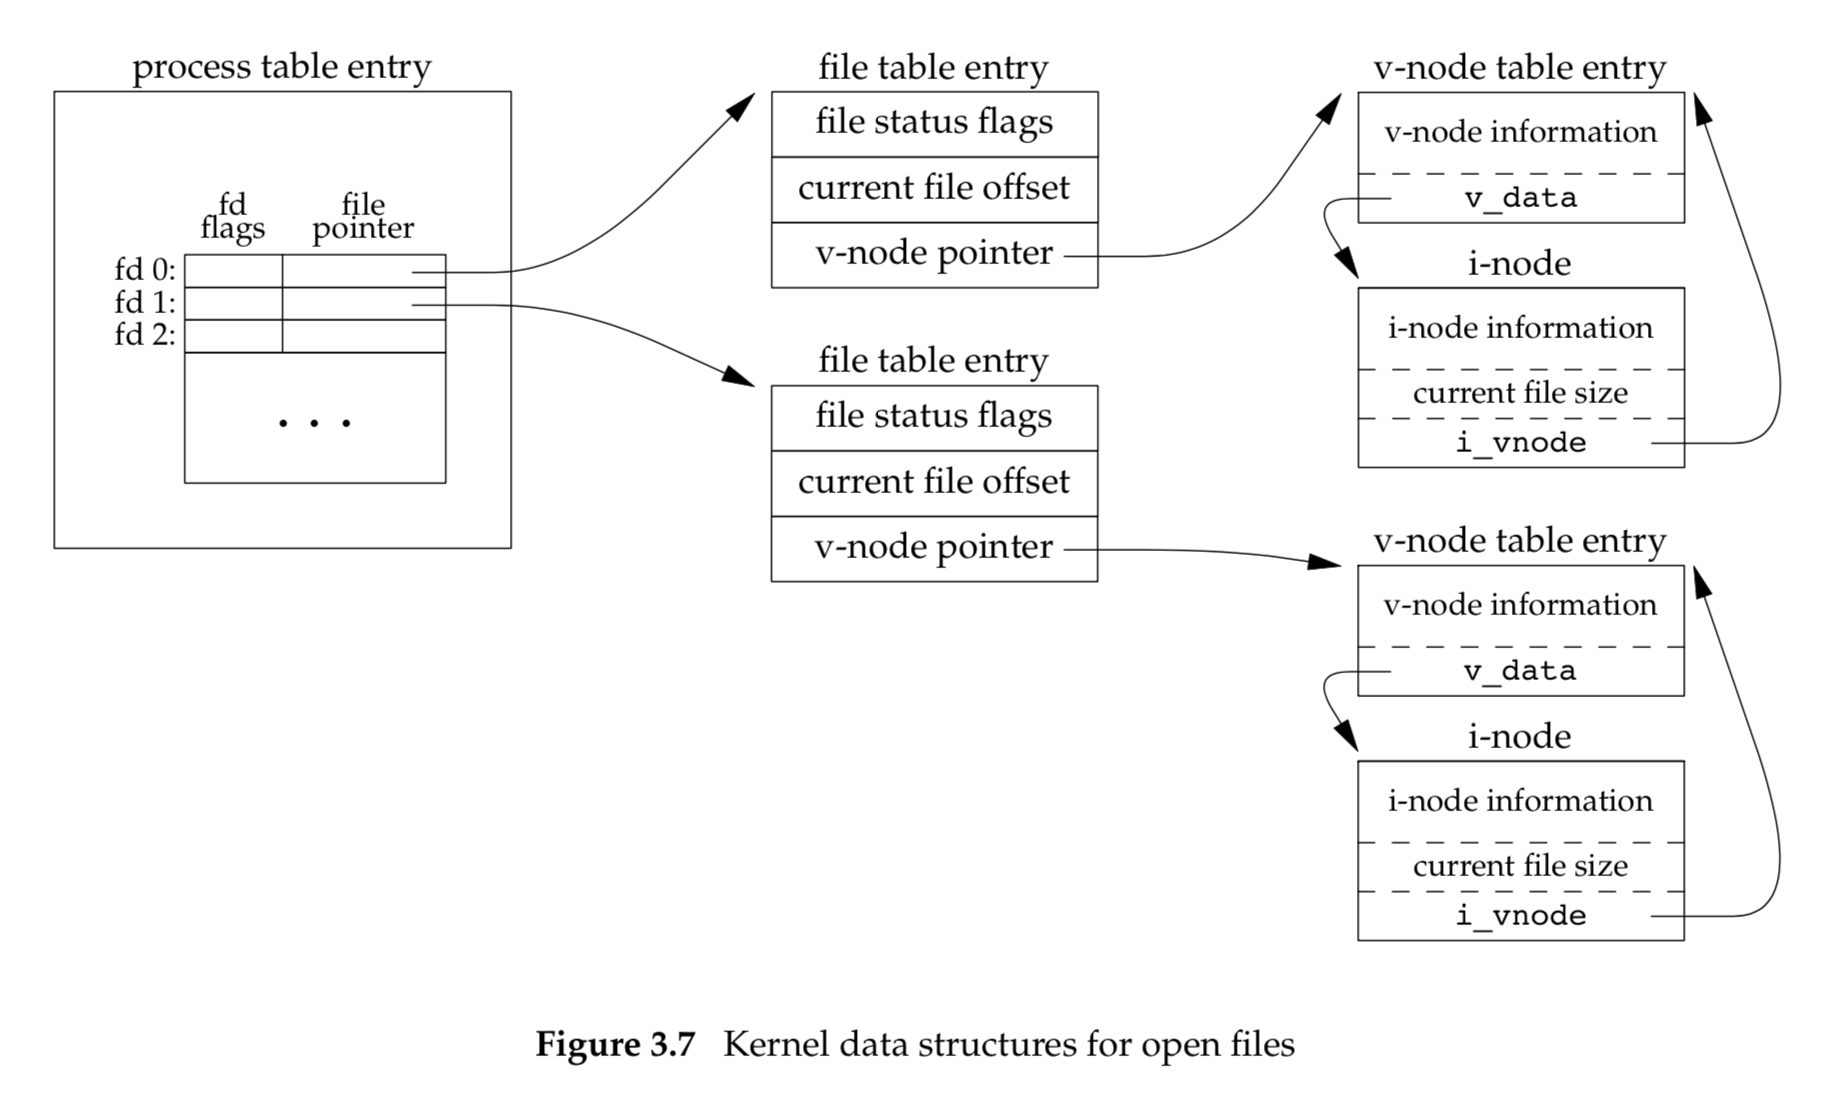 process table entry
fd
flags
file
pointer
fd 0:
fd 1:
fd 2:
. . .
file table entry
file status flags
current file offset
v-node pointer
file table entry
file status flags
current file offset
v-node pointer
v-node table entry
v-node information
v_data
i-node
i-node information
current file size
i_vnode
v-node table entry
v-node information
v_data
i-node
i-node information
current file size
i_vnode
Figure 3.7 Kernel data structures for open files